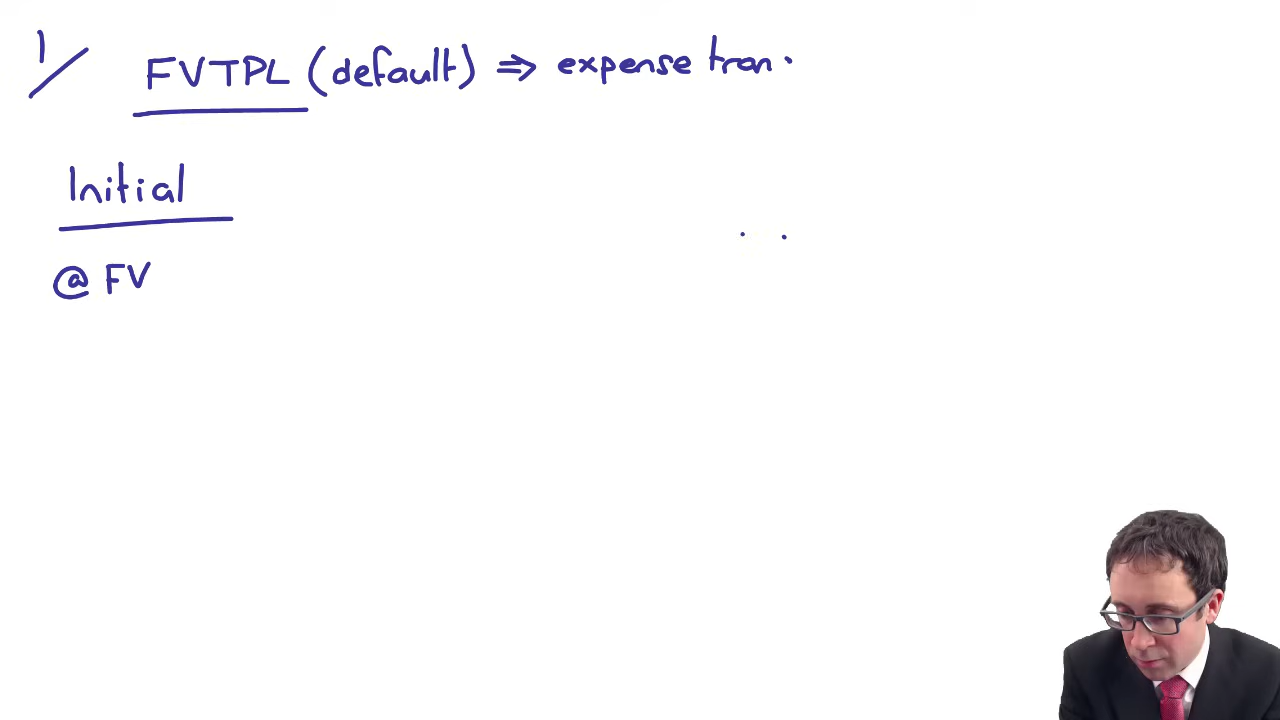 1/ FVTPL (default) ⇒ expense tran.
Initial
@ FV